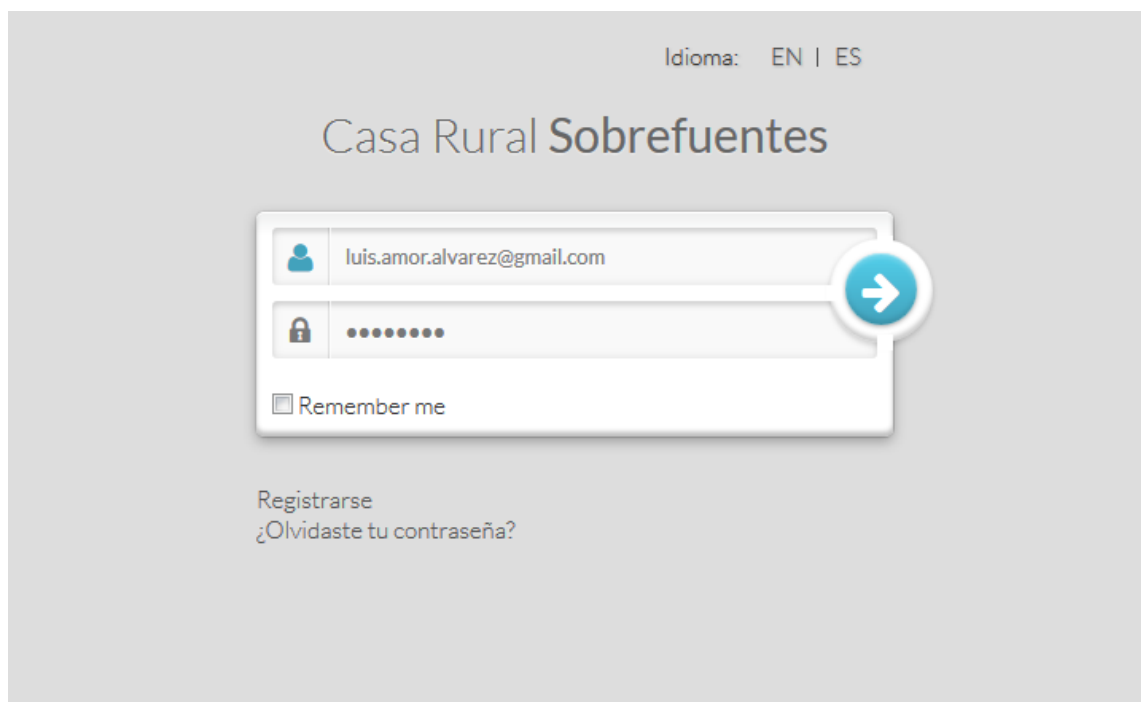 Idioma: EN | ES
Casa Rural Sobrefuentes
luis.amor.alvarez@gmail.com
••••••••
Remember me
Registrarse
¿Olvidaste tu contraseña?